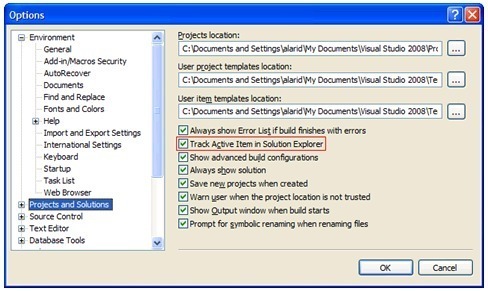 Options
Environment
General
Add-in/Macros Security
AutoRecover
Documents
Find and Replace
Fonts and Colors
Help
Import and Export Settings
International Settings
Keyboard
Startup
Task List
Web Browser
Projects and Solutions
Source Control
Text Editor
Database Tools
Projects location:
C:\Documents and Settings\alarid\My Documents\Visual Studio 2008\Pro
...
User project templates location:
C:\Documents and Settings\alarid\My Documents\Visual Studio 2008\Te
...
User item templates location:
C:\Documents and Settings\alarid\My Documents\Visual Studio 2008\Te
...
Always show Error List if build finishes with errors
Track Active Item in Solution Explorer
Show advanced build configurations
Always show solution
Save new projects when created
Warn user when the project location is not trusted
Show Output window when build starts
Prompt for symbolic renaming when renaming files
OK
Cancel